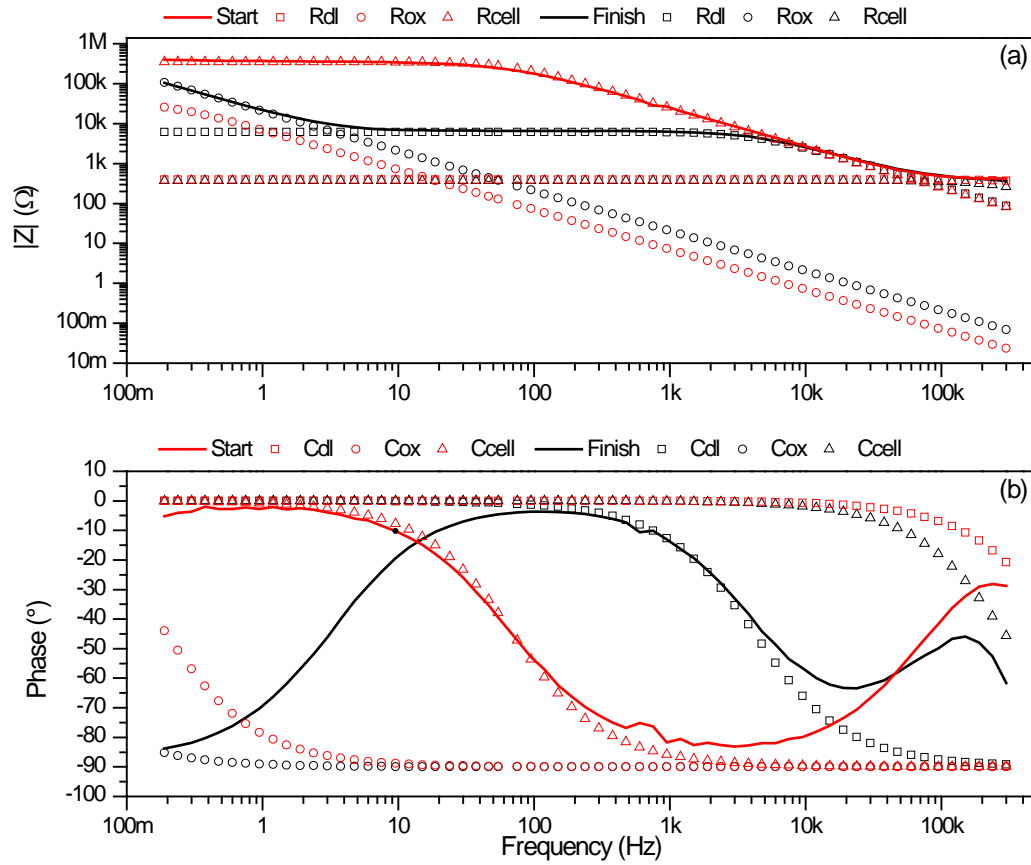 Start Rdl Rox Rcell Finish Rdl Rox Rcell
(a)
1M
100k
10k
1k
100
10
1
100m
10m
|Z| (Ω)
100m 1 10 100 1k 10k 100k
Start Cdl Cox Ccell Finish Cdl Cox Ccell
(b)
10
0
-10
-20
-30
-40
-50
-60
-70
-80
-90
-100
Phase (°)
100m 1 10 100 1k 10k 100k
Frequency (Hz)